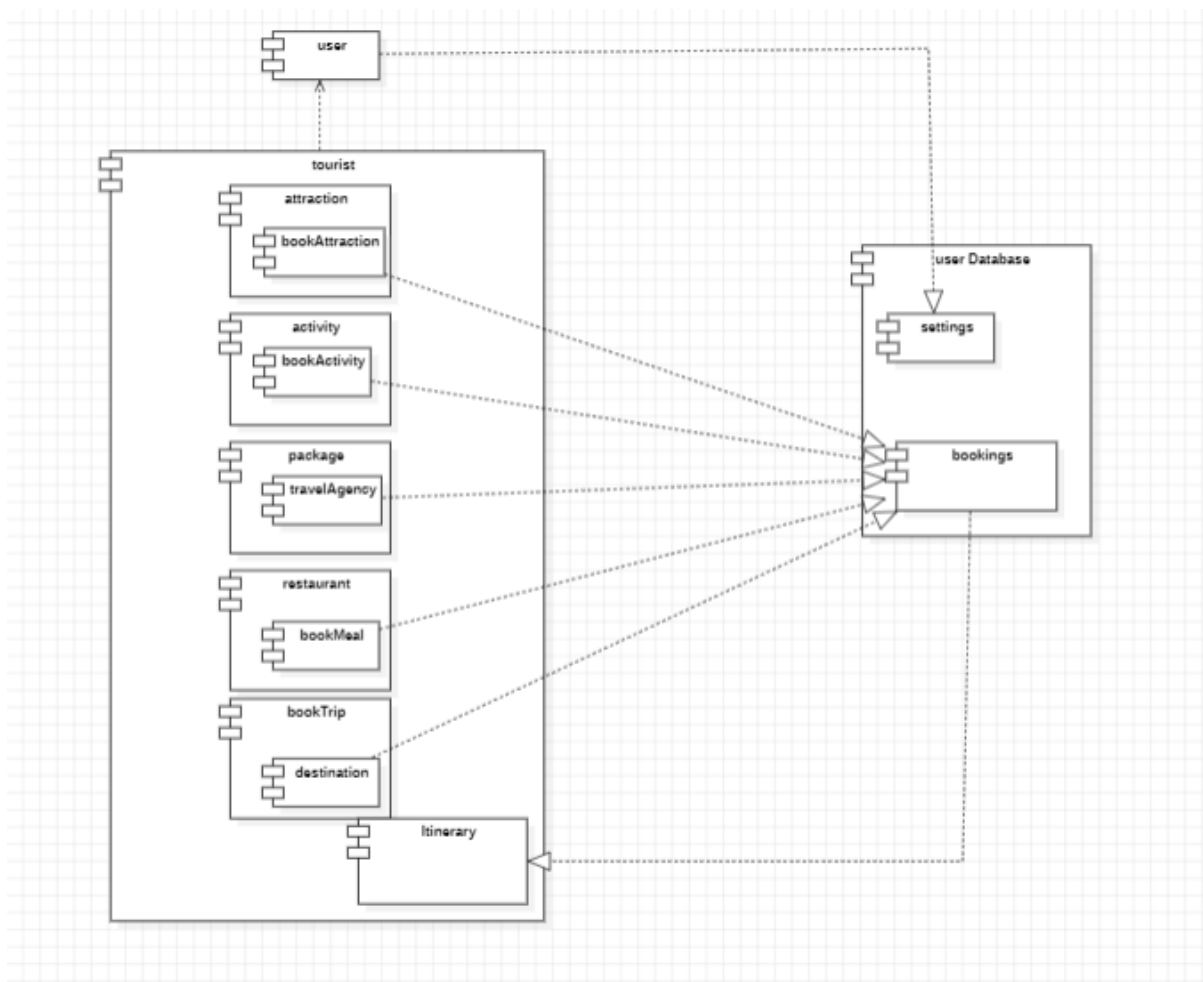 user
tourist
attraction
bookAttraction
activity
bookActivity
package
travelAgency
restaurant
bookMeal
bookTrip
destination
Itinerary
user Database
settings
bookings